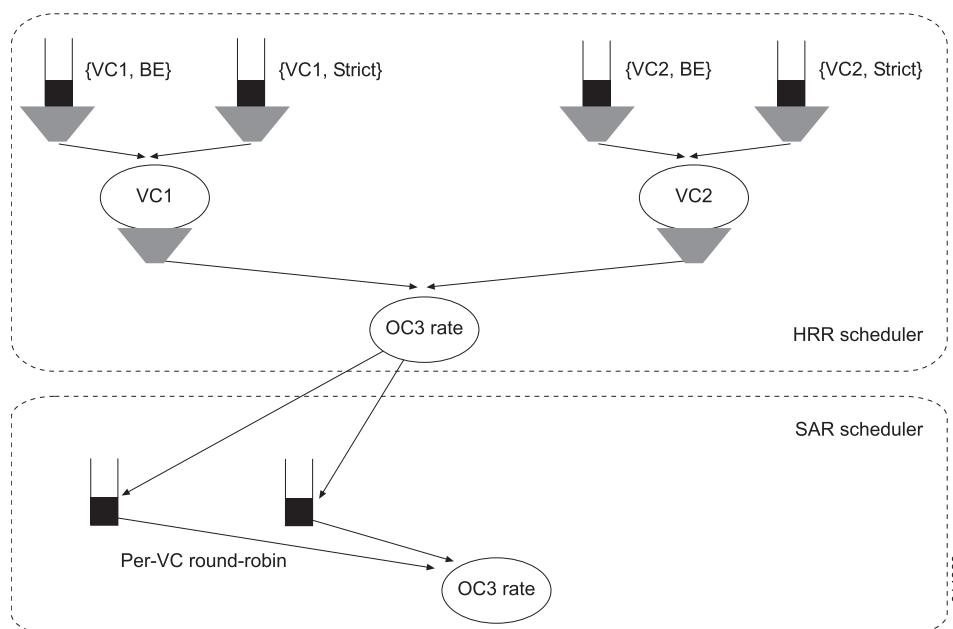 {VC1, BE}
{VC1, Strict}
{VC2, BE}
{VC2, Strict}
VC1
VC2
OC3 rate
HRR scheduler
SAR scheduler
Per-VC round-robin
OC3 rate